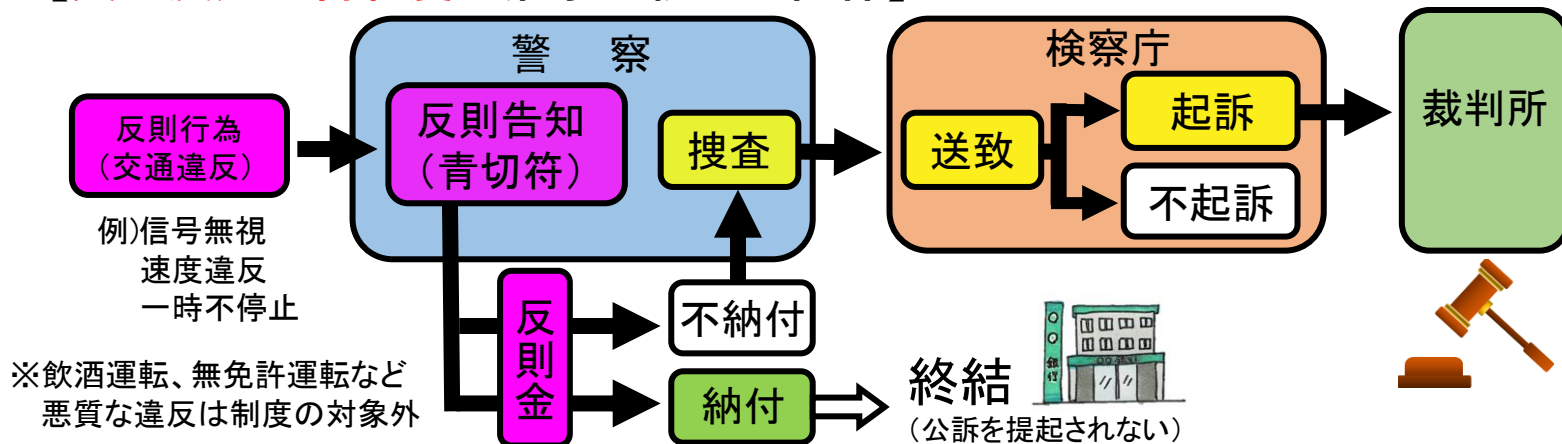 警 察
検察庁
反則行為
（交通違反）
反則告知
（青切符）
捜査
送致
起訴
不起訴
裁判所
例）信号無視
速度違反
一時不停止
反則金
不納付
納付
終結
（公訴を提起されない）
銀行
※飲酒運転、無免許運転など
悪質な違反は制度の対象外